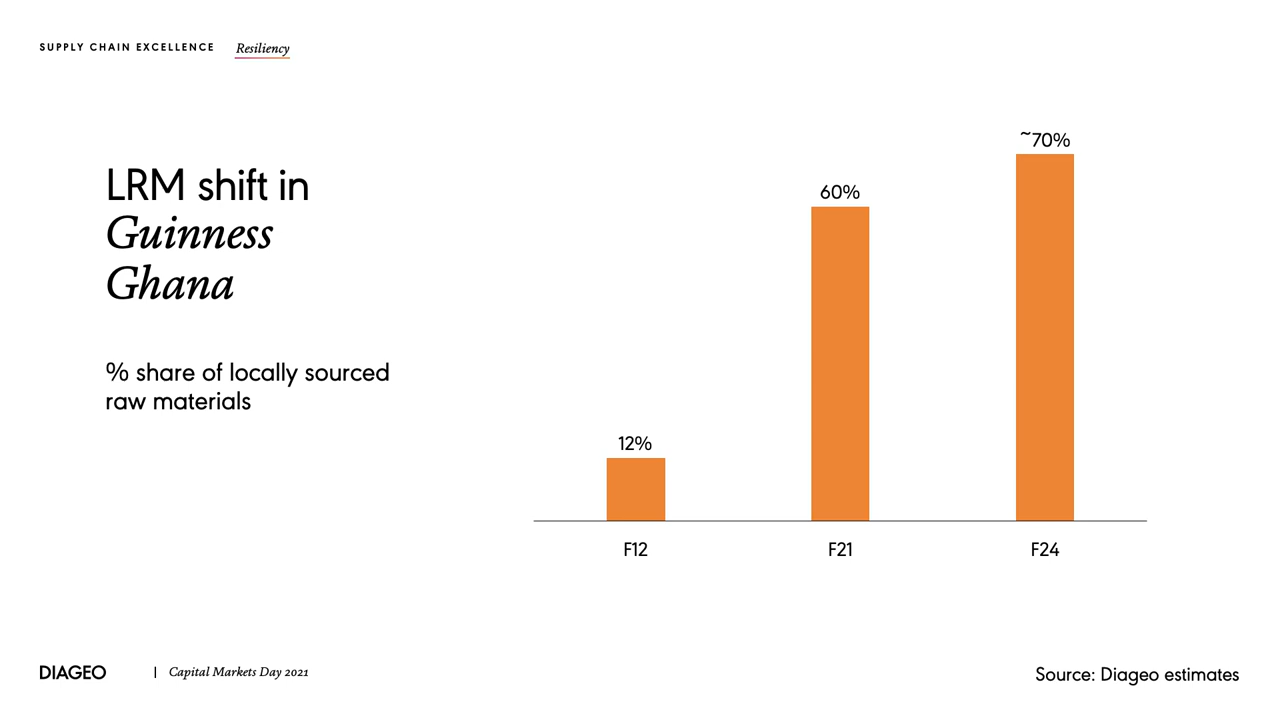 SUPPLY CHAIN EXCELLENCE Resiliency
LRM shift in
Guinness
Ghana
% share of locally sourced
raw materials
12%
60%
~70%
F12
F21
F24
DIAGEO | Capital Markets Day 2021
Source: Diageo estimates